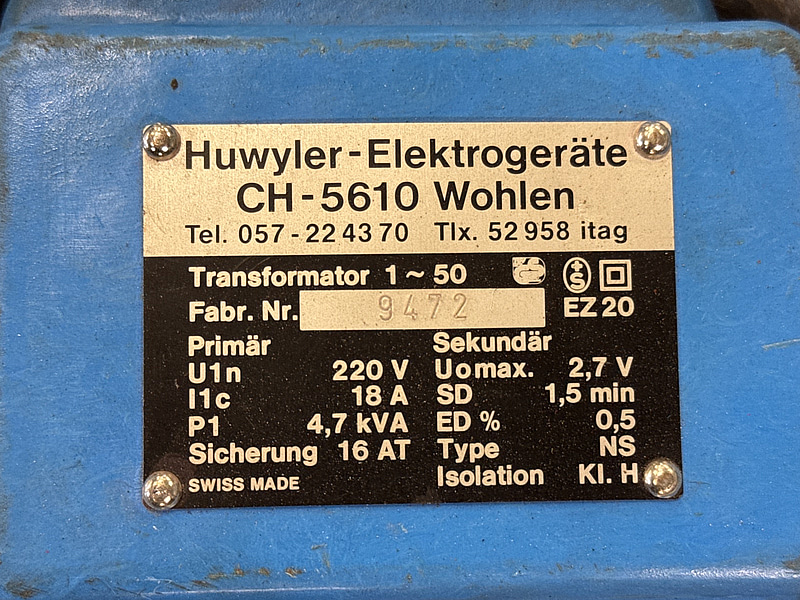 Huwyler-Elektrogeräte
CH-5610 Wohlen
Tel. 057-22 43 70 Tlx. 52 958 itag
Transformator 1~50
Fabr. Nr. 9472 EZ 20
Primär Sekundär
U1n 220 V Uomax. 2,7 V
I1c 18 A SD 1,5 min
P1 4,7 kVA ED % 0,5
Sicherung 16 AT Type NS
SWISS MADE Isolation Kl. H